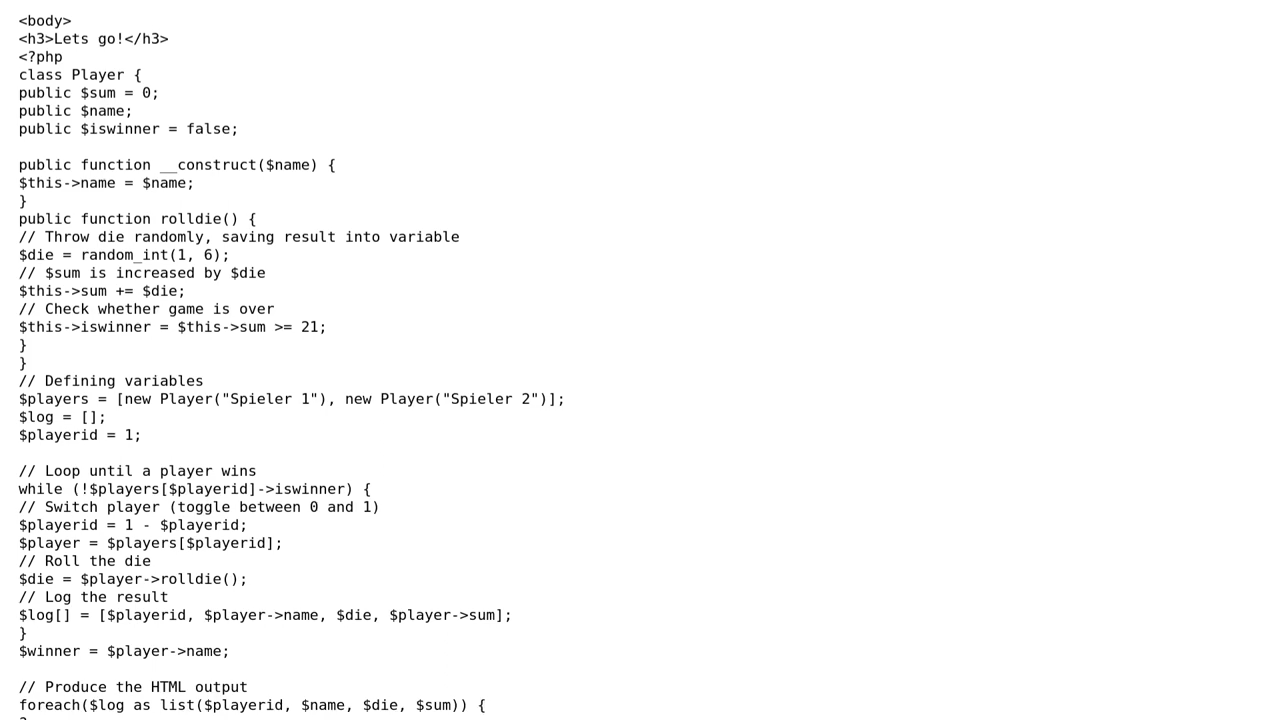 <body>
<h3>Lets go!</h3>
<?php
class Player {
public $sum = 0;
public $name;
public $iswinner = false;

public function __construct($name) {
$this->name = $name;
}
public function rolldie() {
// Throw die randomly, saving result into variable
$die = random_int(1, 6);
// $sum is increased by $die
$this->sum += $die;
// Check whether game is over
$this->iswinner = $this->sum >= 21;
}
}
// Defining variables
$players = [new Player("Spieler 1"), new Player("Spieler 2")];
$log = [];
$playerid = 1;

// Loop until a player wins
while (!$players[$playerid]->iswinner) {
// Switch player (toggle between 0 and 1)
$playerid = 1 - $playerid;
$player = $players[$playerid];
// Roll the die
$die = $player->rolldie();
// Log the result
$log[] = [$playerid, $player->name, $die, $player->sum];
}
$winner = $player->name;

// Produce the HTML output
foreach($log as list($playerid, $name, $die, $sum)) {